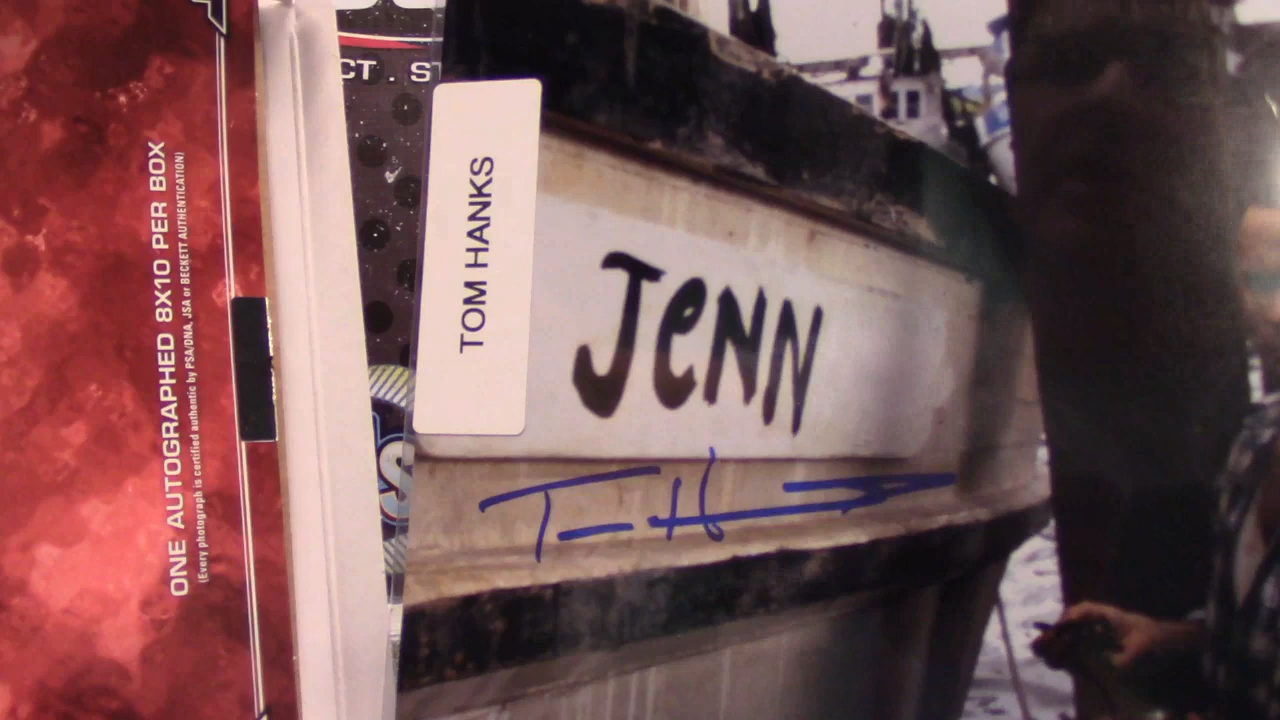 ONE AUTOGRAPHED 8X10 PER BOX
(Every photograph is certified authentic by PSA/DNA, JSA or BECKETT AUTHENTICATION)
CT . ST
TOM HANKS
JeNN